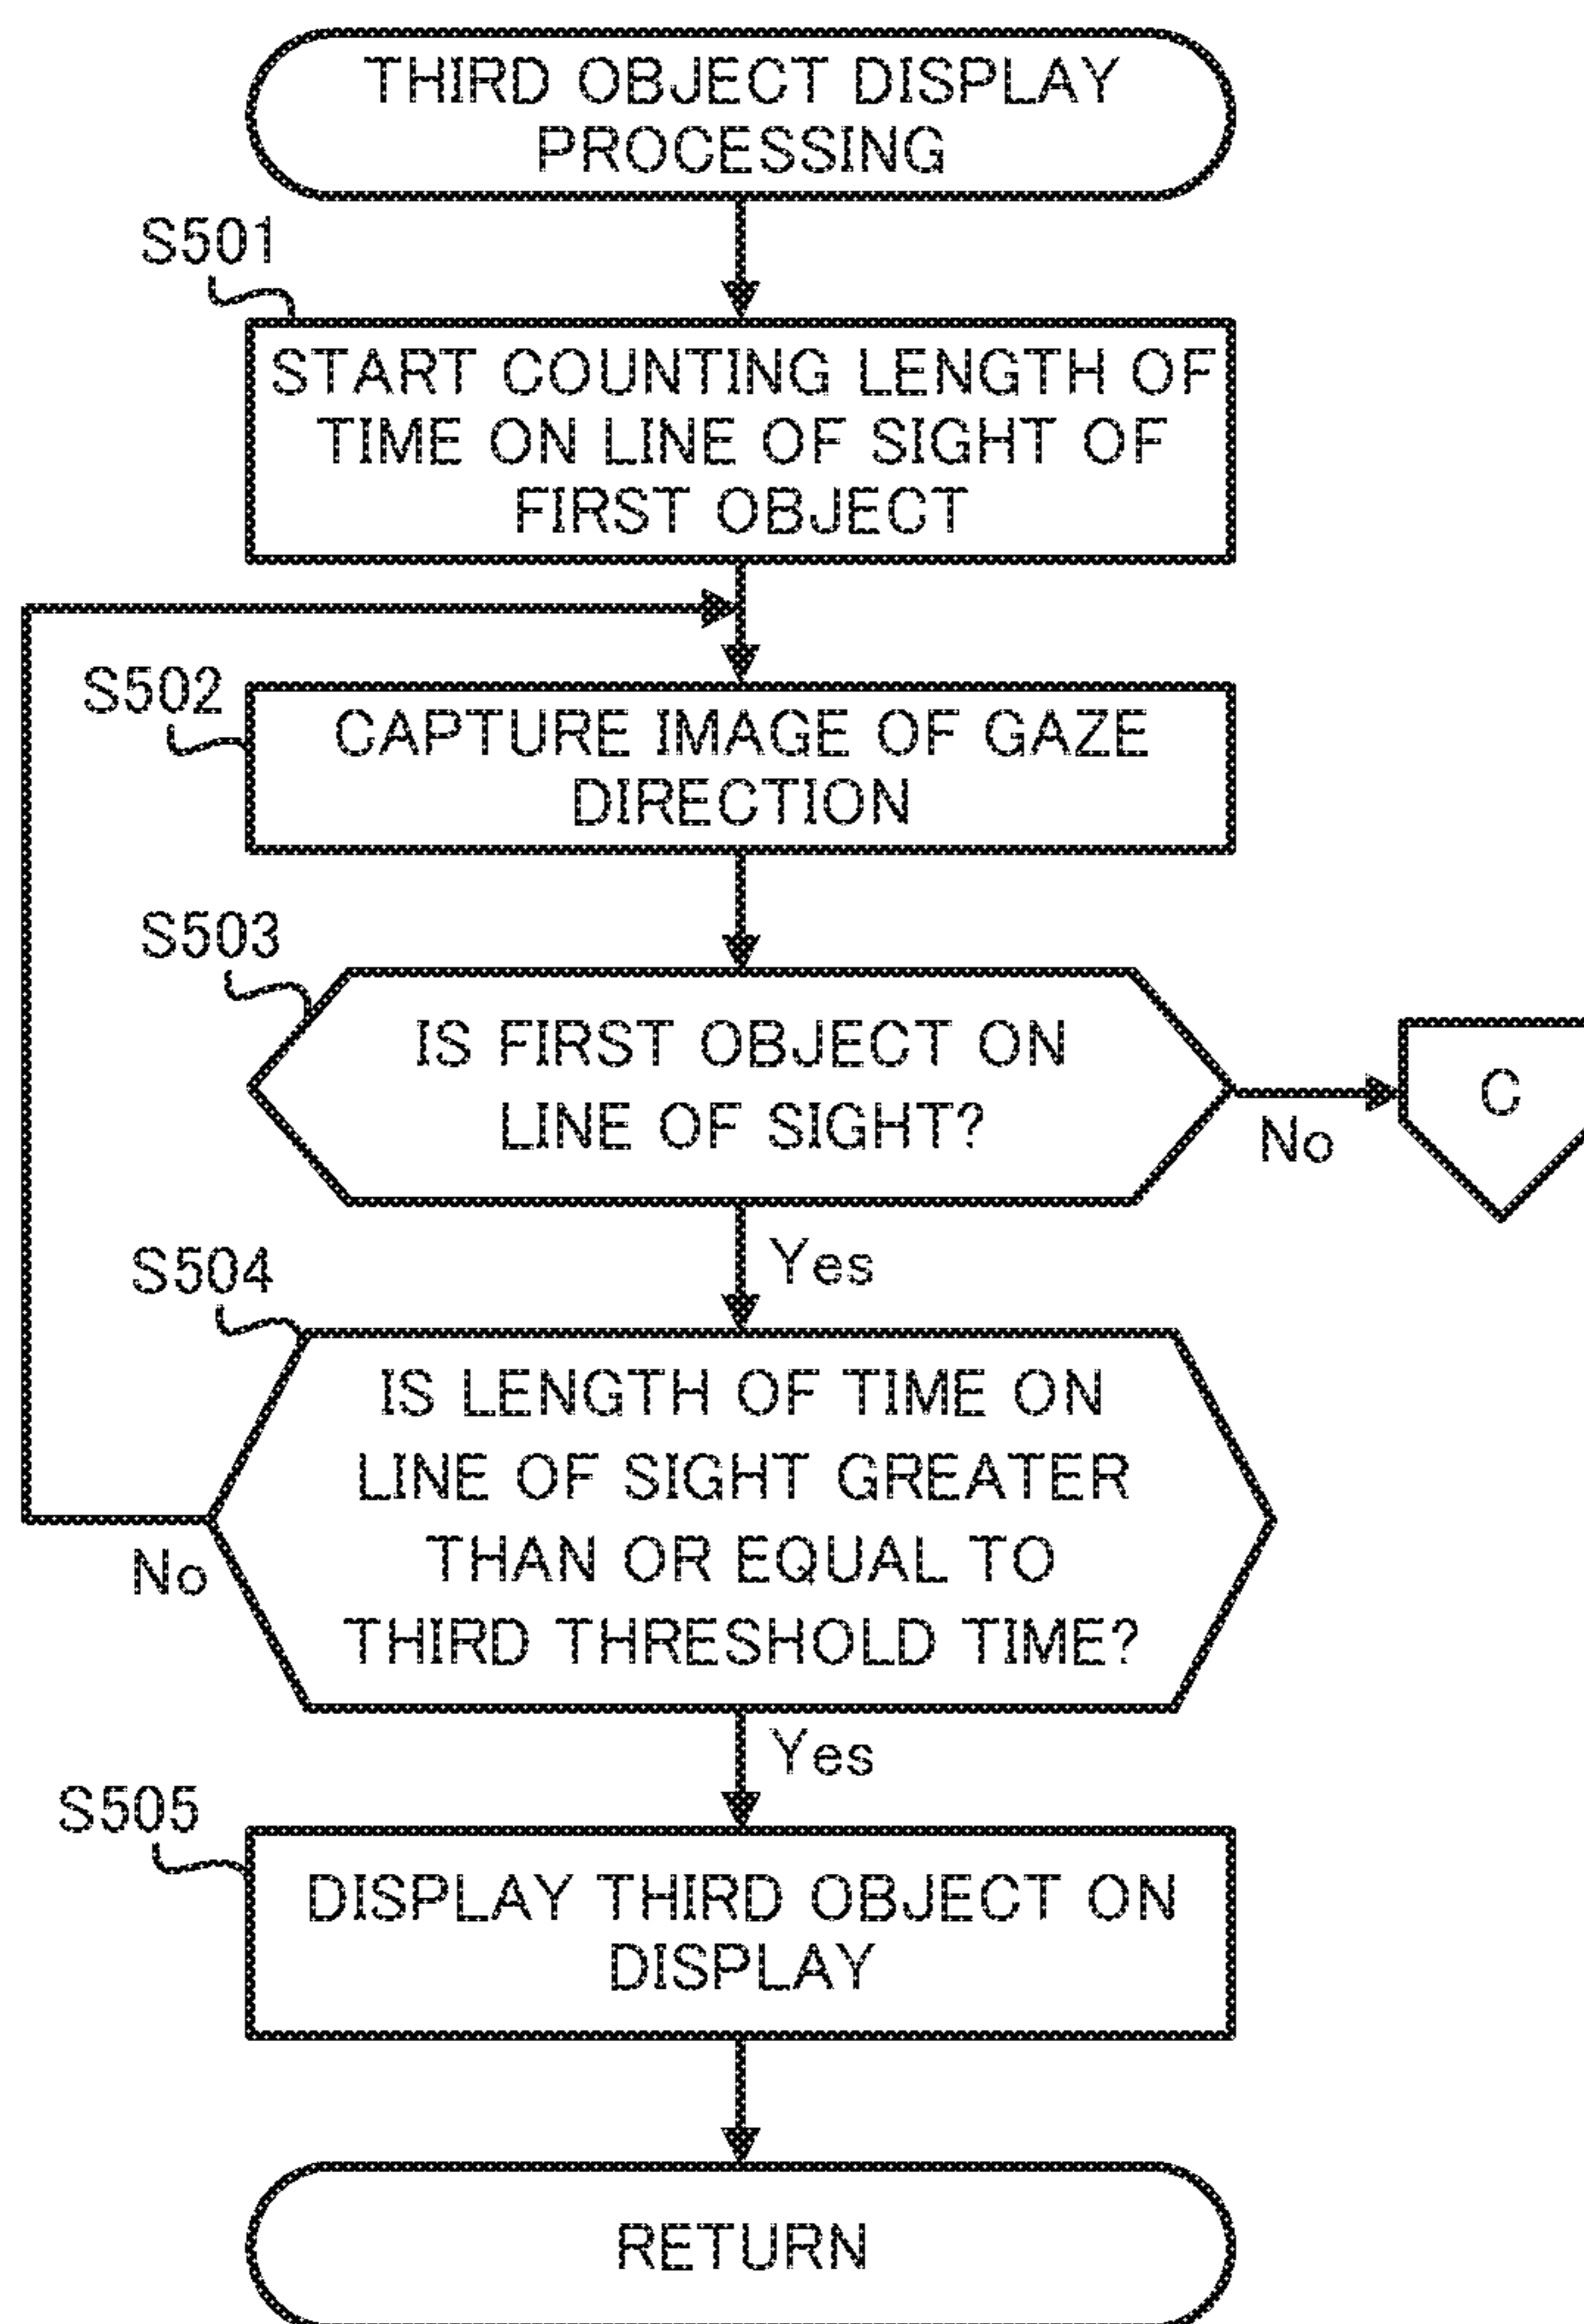 THIRD OBJECT DISPLAY
PROCESSING
S501
START COUNTING LENGTH OF
TIME ON LINE OF SIGHT OF
FIRST OBJECT
S502
CAPTURE IMAGE OF GAZE
DIRECTION
S503
IS FIRST OBJECT ON
LINE OF SIGHT?
C
No
Yes
S504
IS LENGTH OF TIME ON
LINE OF SIGHT GREATER
THAN OR EQUAL TO
THIRD THRESHOLD TIME?
No
Yes
S505
DISPLAY THIRD OBJECT ON
DISPLAY
RETURN